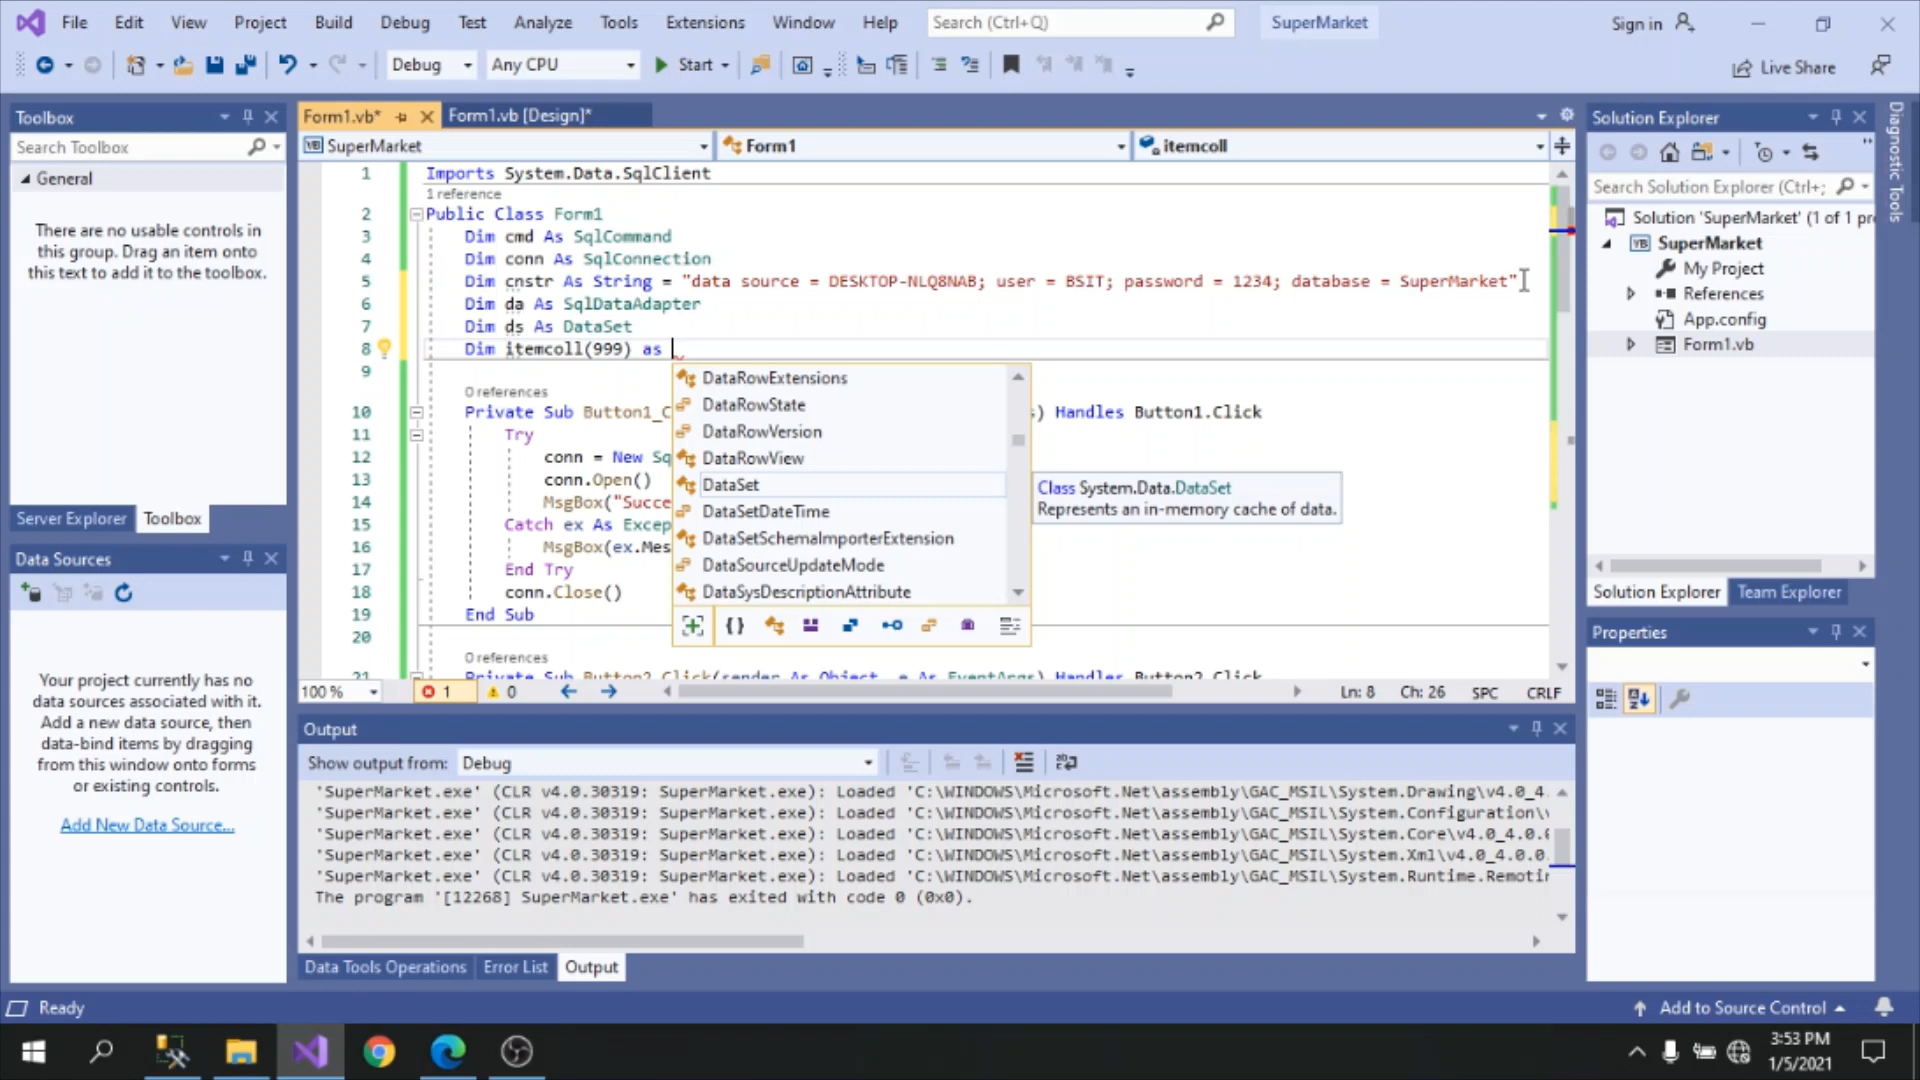 File Edit View Project Build Debug Test Analyze Tools Extensions Window Help Search (Ctrl+Q) SuperMarket Sign in
Debug Any CPU Start Live Share
Toolbox
Search Toolbox
General
There are no usable controls in
this group. Drag an item onto
this text to add it to the toolbox.
Server Explorer Toolbox
Data Sources
Your project currently has no
data sources associated with it.
Add a new data source, then
data-bind items by dragging
from this window onto forms
or existing controls.
Add New Data Source...
Form1.vb* Form1.vb [Design]*
SuperMarket Form1 itemcoll
1 Imports System.Data.SqlClient
1 reference
2 Public Class Form1
3 Dim cmd As SqlCommand
4 Dim conn As SqlConnection
5 Dim cnstr As String = "data source = DESKTOP-NLQ8NAB; user = BSIT; password = 1234; database = SuperMarket"
6 Dim da As SqlDataAdapter
7 Dim ds As DataSet
8 Dim itemcoll(999) as
9
0 references
10 Private Sub Button1_C ) Handles Button1.Click
11 Try
12 conn = New Sq
13 conn.Open()
14 MsgBox("Succe
15 Catch ex As Excep
16 MsgBox(ex.Mes
17 End Try
18 conn.Close()
19 End Sub
20
0 references
21 Private Sub Button2_Click(sender As Object, e As EventArgs) Handles Button2.Click
DataRowExtensions
DataRowState
DataRowVersion
DataRowView
DataSet
DataSetDateTime
DataSetSchemaImporterExtension
DataSourceUpdateMode
DataSysDescriptionAttribute
Class System.Data.DataSet
Represents an in-memory cache of data.
100 % 1 0 Ln: 8 Ch: 26 SPC CRLF
Output
Show output from: Debug
'SuperMarket.exe' (CLR v4.0.30319: SuperMarket.exe): Loaded 'C:\WINDOWS\Microsoft.Net\assembly\GAC_MSIL\System.Drawing\v4.0_4.
'SuperMarket.exe' (CLR v4.0.30319: SuperMarket.exe): Loaded 'C:\WINDOWS\Microsoft.Net\assembly\GAC_MSIL\System.Configuration\v
'SuperMarket.exe' (CLR v4.0.30319: SuperMarket.exe): Loaded 'C:\WINDOWS\Microsoft.Net\assembly\GAC_MSIL\System.Core\v4.0_4.0.0
'SuperMarket.exe' (CLR v4.0.30319: SuperMarket.exe): Loaded 'C:\WINDOWS\Microsoft.Net\assembly\GAC_MSIL\System.Xml\v4.0_4.0.0.
'SuperMarket.exe' (CLR v4.0.30319: SuperMarket.exe): Loaded 'C:\WINDOWS\Microsoft.Net\assembly\GAC_MSIL\System.Runtime.Remotin
The program '[12268] SuperMarket.exe' has exited with code 0 (0x0).
Data Tools Operations Error List Output
Solution Explorer
Search Solution Explorer (Ctrl+;
Solution 'SuperMarket' (1 of 1 pr
SuperMarket
My Project
References
App.config
Form1.vb
Solution Explorer Team Explorer
Properties
Diagnostic Tools
Ready Add to Source Control
3:53 PM
1/5/2021